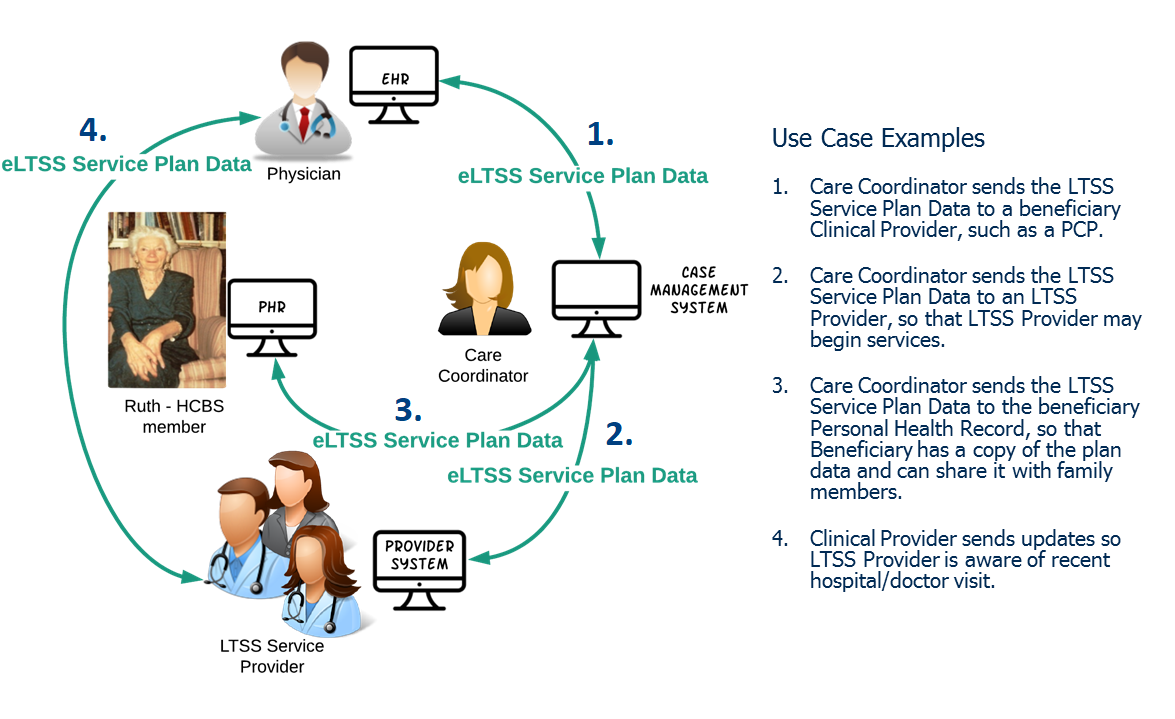 EHR
4.
1.
eLTSS Service Plan Data
Physician
eLTSS Service Plan Data
PHR
CASE
MANAGEMENT
SYSTEM
Care
Coordinator
Ruth - HCBS
member
3.
eLTSS Service Plan Data
2.
eLTSS Service Plan Data
PROVIDER
SYSTEM
LTSS Service
Provider
Use Case Examples
1. Care Coordinator sends the LTSS
Service Plan Data to a beneficiary
Clinical Provider, such as a PCP.
2. Care Coordinator sends the LTSS
Service Plan Data to an LTSS
Provider, so that LTSS Provider may
begin services.
3. Care Coordinator sends the LTSS
Service Plan Data to the beneficiary
Personal Health Record, so that
Beneficiary has a copy of the plan
data and can share it with family
members.
4. Clinical Provider sends updates so
LTSS Provider is aware of recent
hospital/doctor visit.